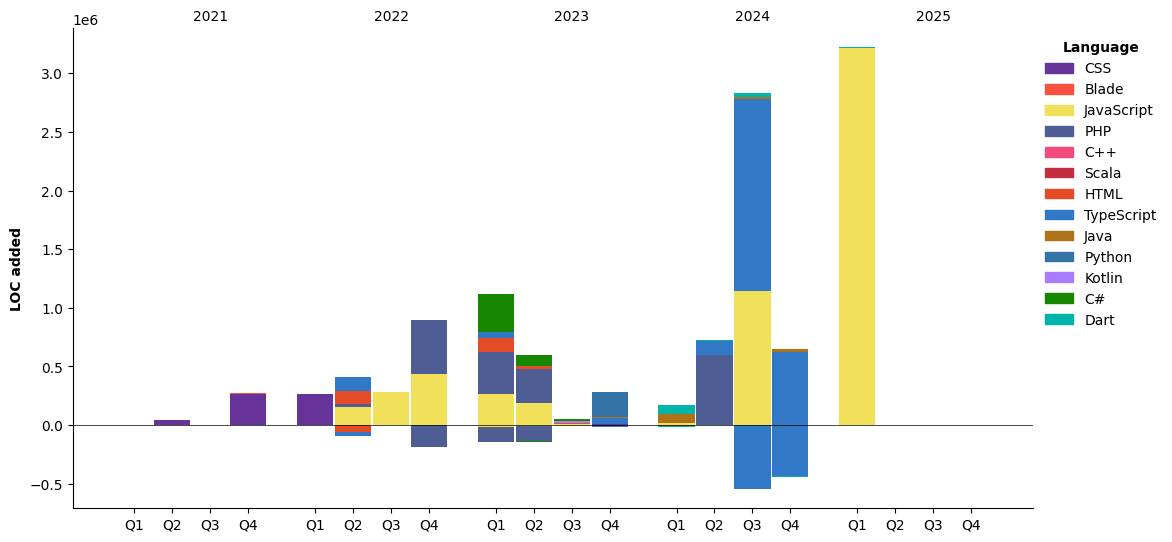 1e6
2021 2022 2023 2024 2025
3.0
2.5
2.0
1.5
1.0
0.5
0.0
−0.5
LOC added
Q1 Q2 Q3 Q4 Q1 Q2 Q3 Q4 Q1 Q2 Q3 Q4 Q1 Q2 Q3 Q4 Q1 Q2 Q3 Q4
Language
CSS
Blade
JavaScript
PHP
C++
Scala
HTML
TypeScript
Java
Python
Kotlin
C#
Dart